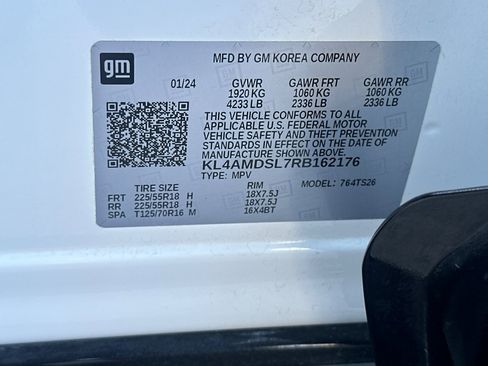 gm
MFD BY GM KOREA COMPANY
01/24 GVWR GAWR FRT GAWR RR
1920 KG 1060 KG 1060 KG
4233 LB 2336 LB 2336 LB
THIS VEHICLE CONFORMS TO ALL
APPLICABLE U.S. FEDERAL MOTOR
VEHICLE SAFETY AND THEFT PREVENTION
STANDARDS IN EFFECT ON THE DATE OF
MANUFACTURE SHOWN ABOVE.
KL4AMDSL7RB162176
TYPE: MPV MODEL: 764TS26
TIRE SIZE RIM
FRT 225/55R18 H 18X7.5J
RR 225/55R18 H 18X7.5J
SPA T125/70R16 M 16X4BT